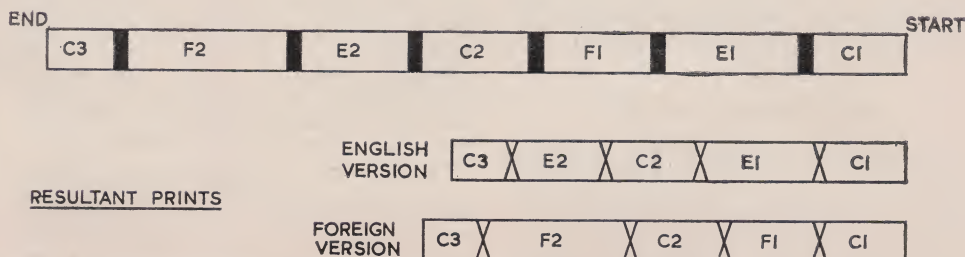 END
START
C3 F2 E2 C2 F1 E1 C1
ENGLISH
VERSION
C3 E2 C2 E1 C1
RESULTANT PRINTS
FOREIGN
VERSION
C3 F2 C2 F1 C1